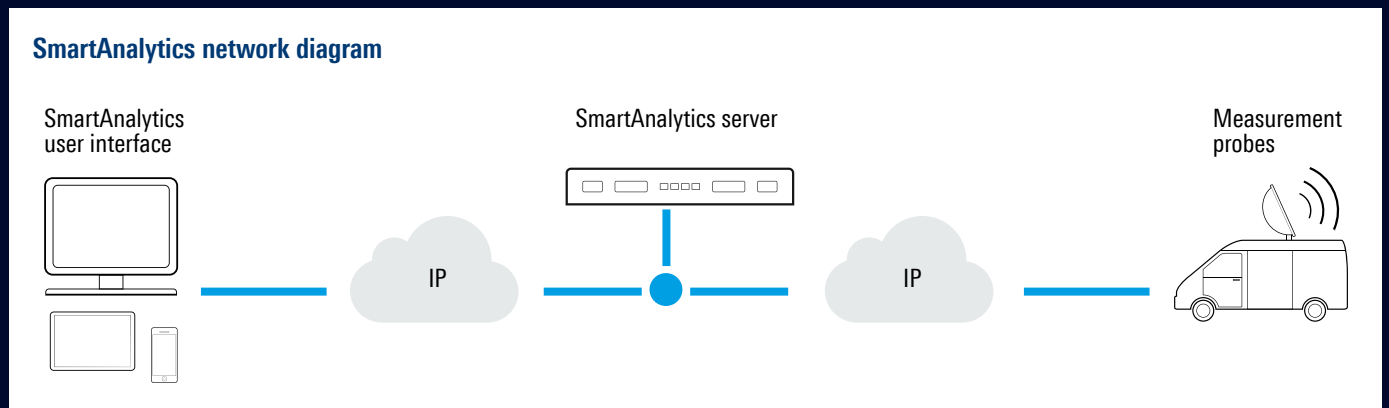 SmartAnalytics network diagram
SmartAnalytics
user interface
SmartAnalytics server
Measurement
probes
IP
IP